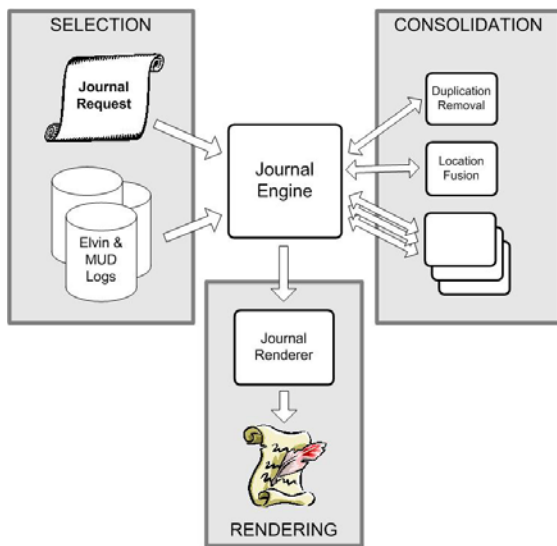 SELECTION
Journal
Request
Elvin &
MUD
Logs
Journal
Engine
CONSOLIDATION
Duplication
Removal
Location
Fusion
Journal
Renderer
RENDERING